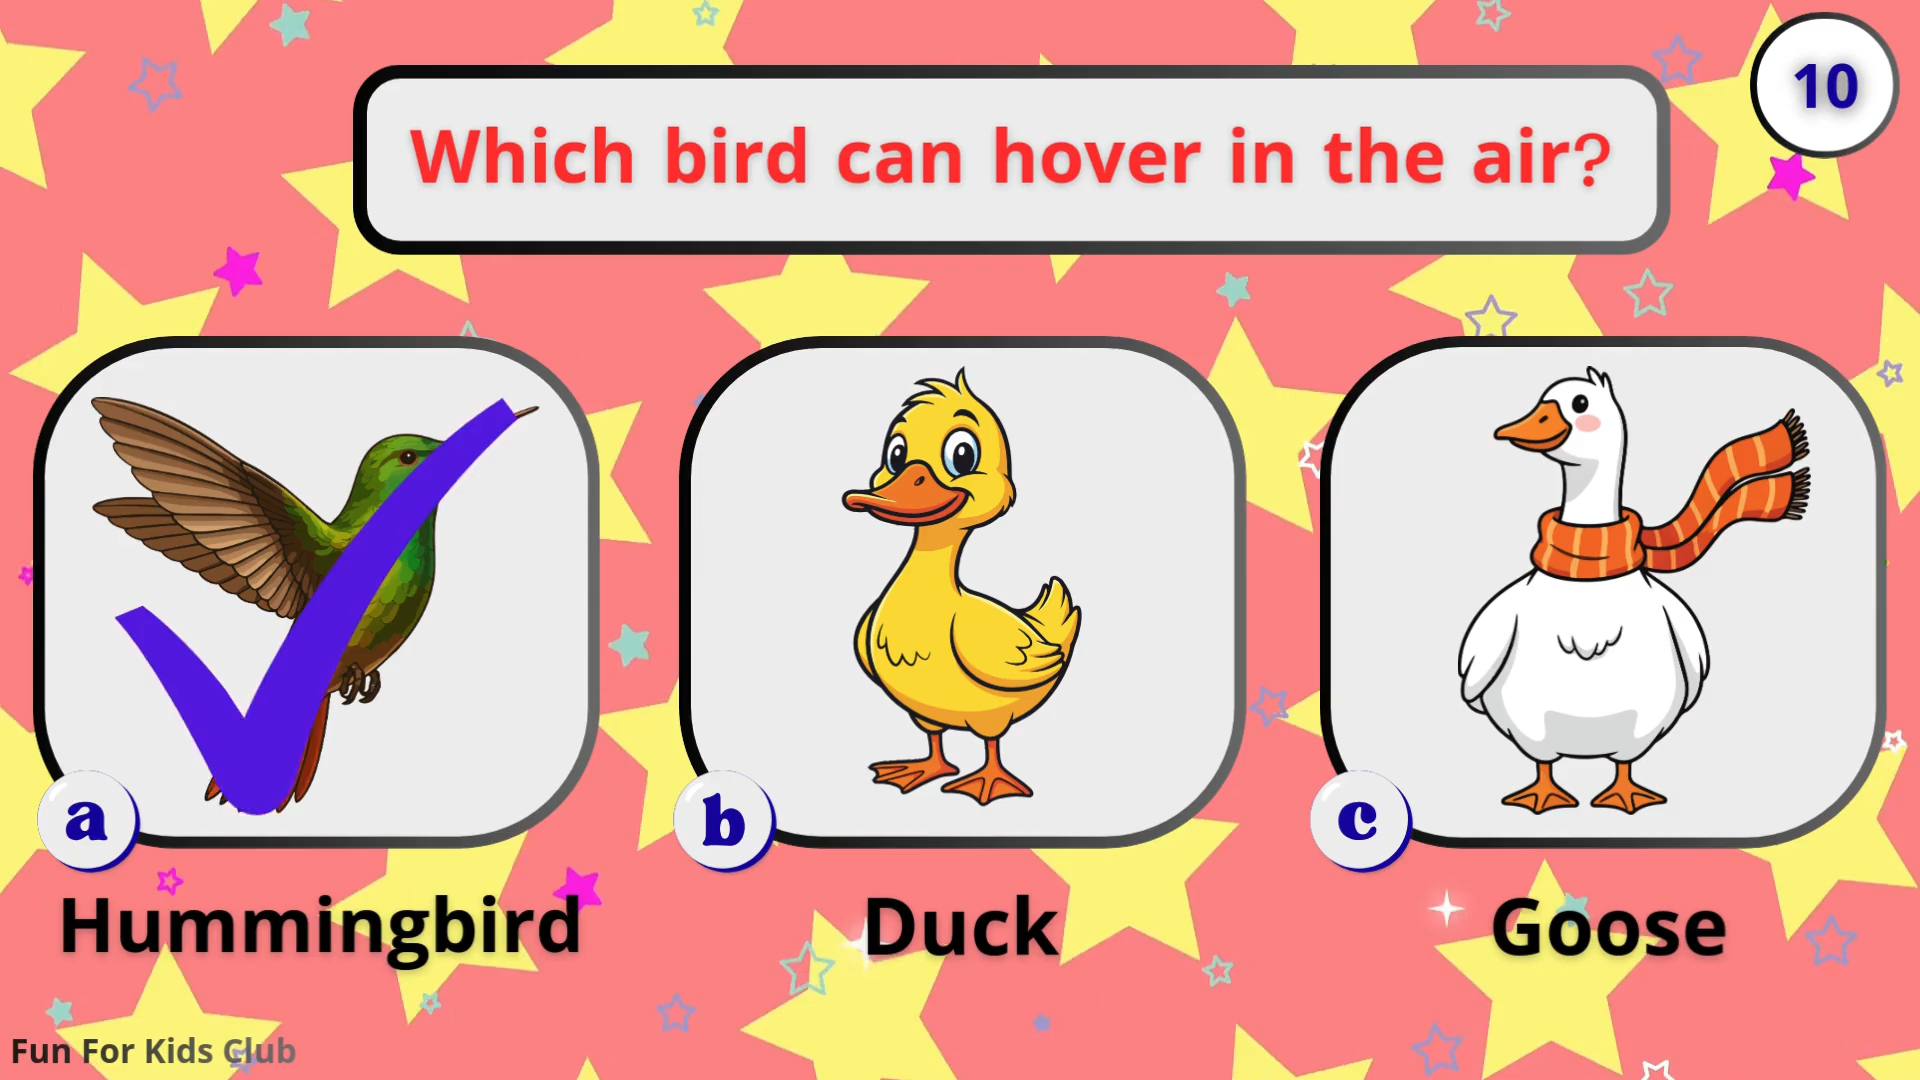 10
Which bird can hover in the air?
a
b
c
Hummingbird
Duck
Goose
Fun For Kids Club